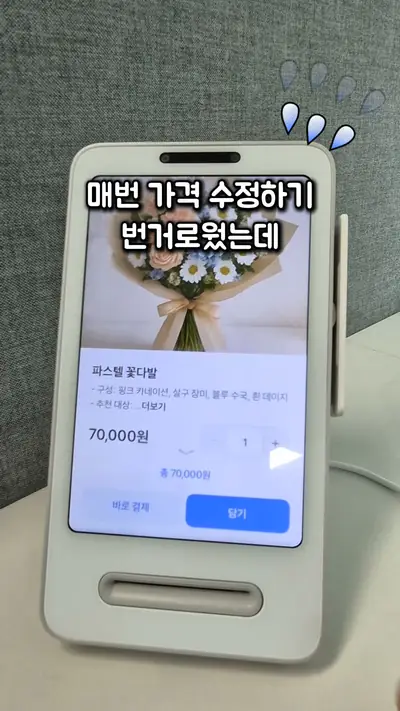 매번 가격 수정하기
번거로웠는데
파스텔 꽃다발
- 구성: 핑크 카네이션, 살구 장미, 블루 수국, 흰 데이지
- 추천 대상: ...더보기
70,000원
- 1 +
총 70,000원
바로 결제
담기